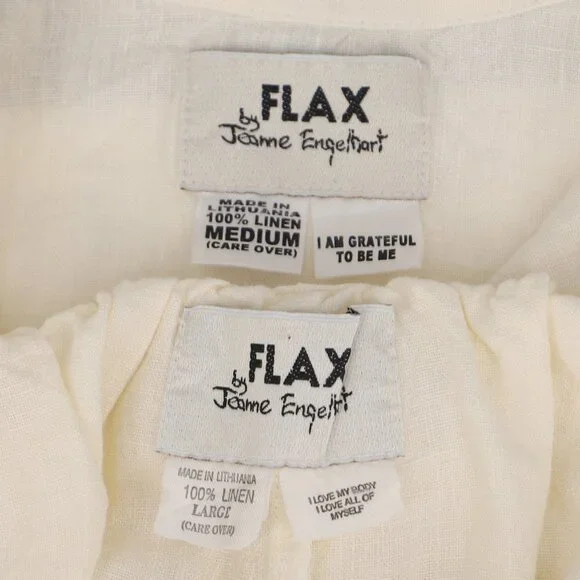 FLAX
by
Jeanne Engelhart
MADE IN
LITHUANIA
100% LINEN
MEDIUM
(CARE OVER)
I AM GRATEFUL
TO BE ME
FLAX
by
Jeanne Engelhart
MADE IN LITHUANIA
100% LINEN
LARGE
(CARE OVER)
I LOVE MY BODY
I LOVE ALL OF
MYSELF